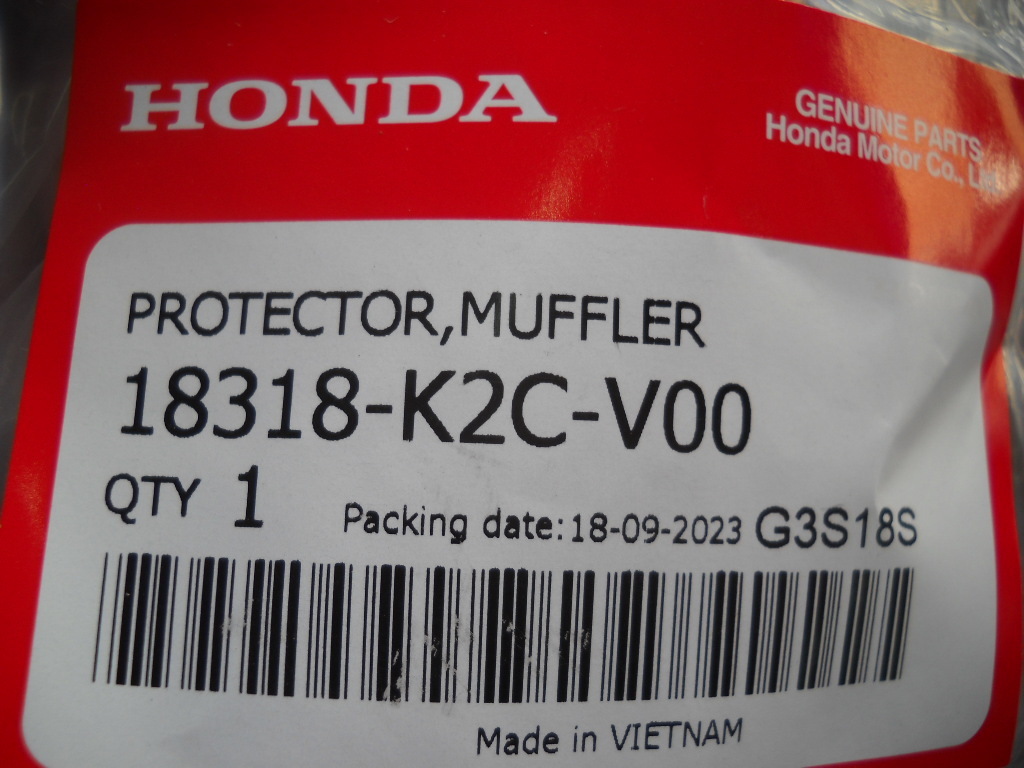 HONDA
GENUINE PARTS
Honda Motor Co., Ltd.
PROTECTOR,MUFFLER
18318-K2C-V00
QTY 1
Packing date:18-09-2023 G3S18S
Made in VIETNAM